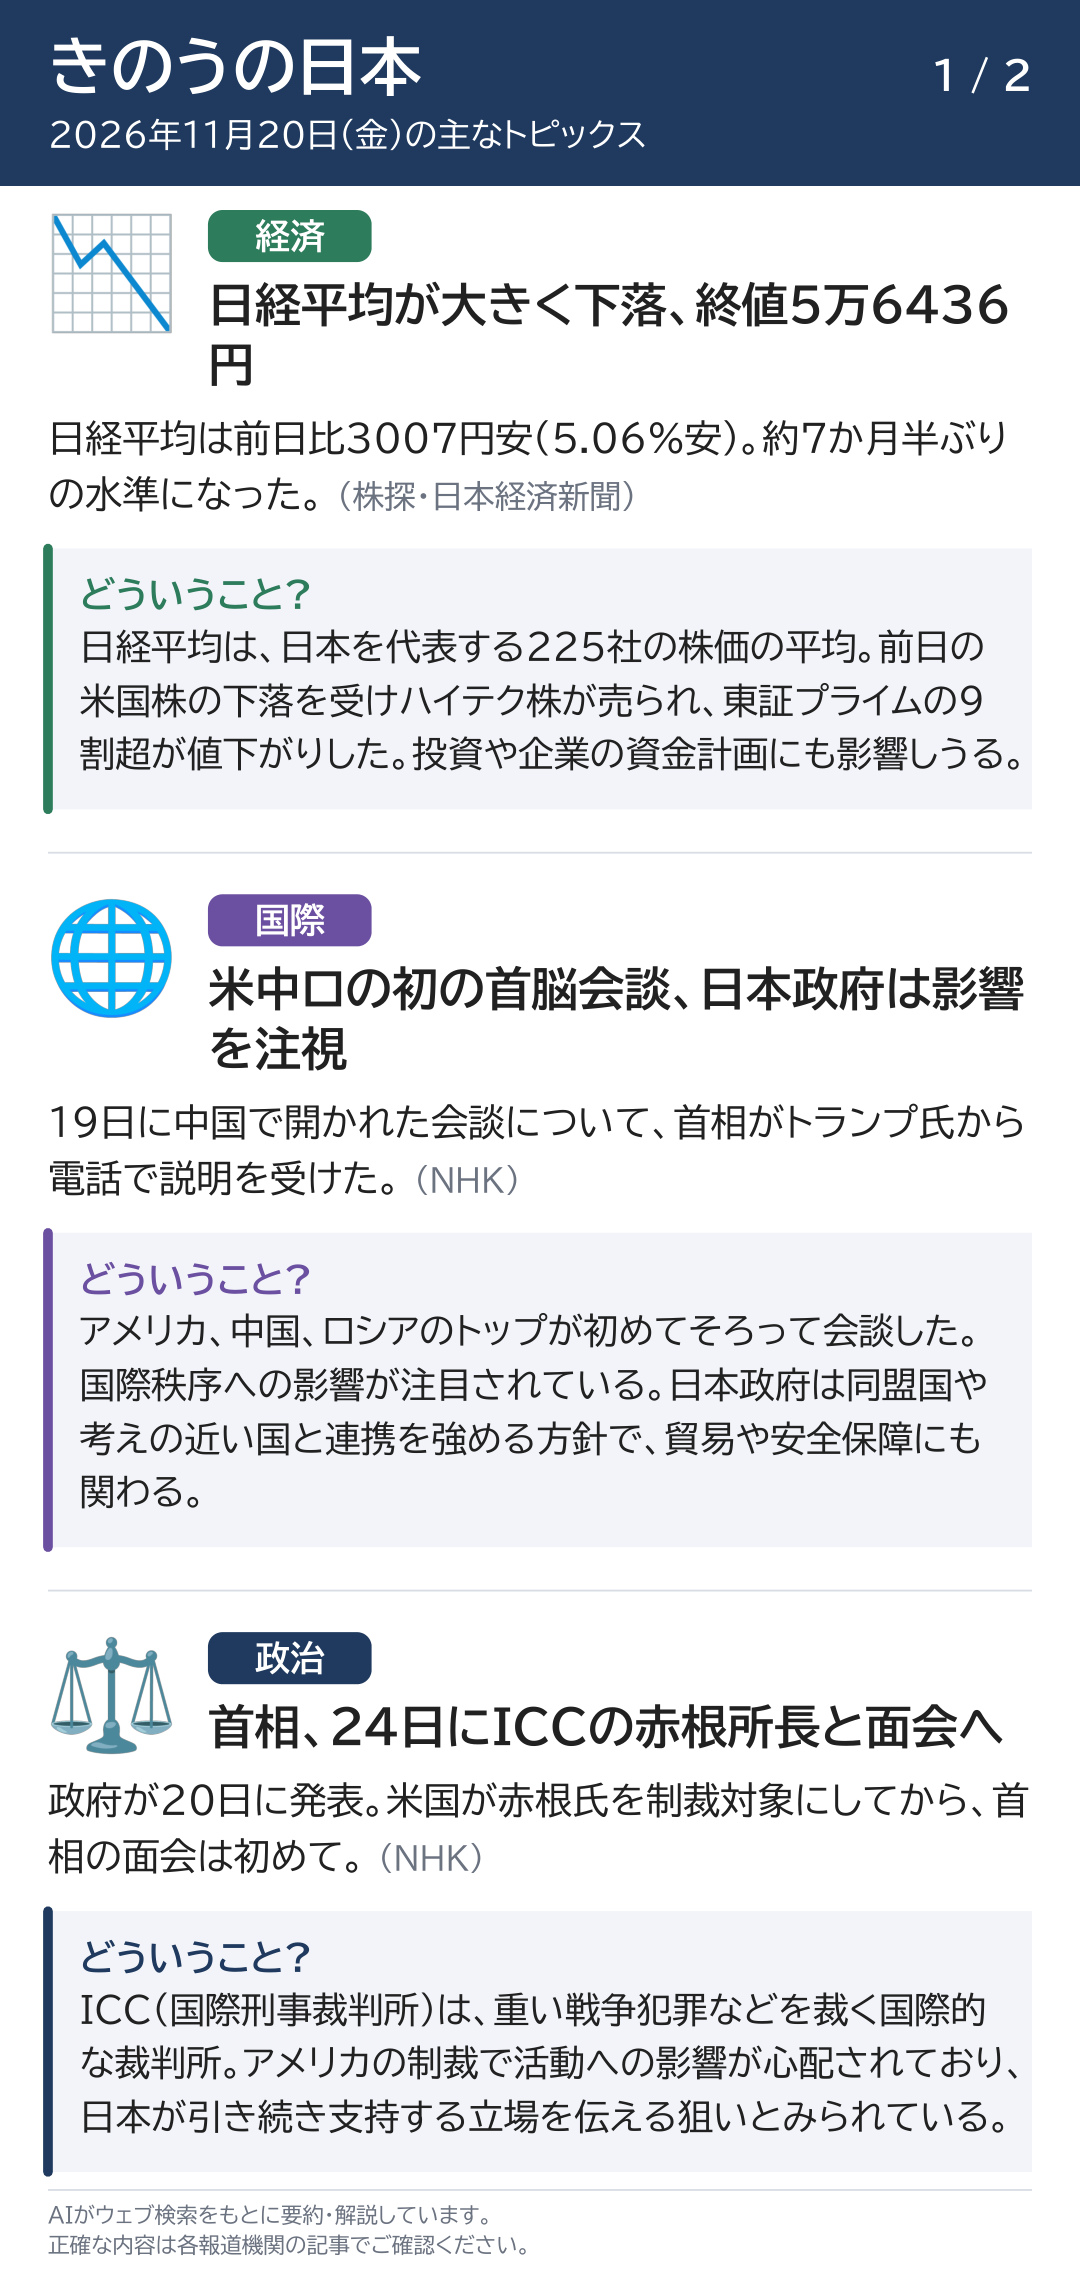 きのうの日本
1 / 2
2026年11月20日(金)の主なトピックス
経済
日経平均が大きく下落、終値5万6436
円
日経平均は前日比3007円安(5.06%安)。約7か月半ぶり
の水準になった。(株探・日本経済新聞)
どういうこと?
日経平均は、日本を代表する225社の株価の平均。前日の
米国株の下落を受けハイテク株が売られ、東証プライムの9
割超が値下がりした。投資や企業の資金計画にも影響しうる。
国際
米中ロの初の首脳会談、日本政府は影響
を注視
19日に中国で開かれた会談について、首相がトランプ氏から
電話で説明を受けた。(NHK)
どういうこと?
アメリカ、中国、ロシアのトップが初めてそろって会談した。
国際秩序への影響が注目されている。日本政府は同盟国や
考えの近い国と連携を強める方針で、貿易や安全保障にも
関わる。
政治
首相、24日にICCの赤根所長と面会へ
政府が20日に発表。米国が赤根氏を制裁対象にしてから、首
相の面会は初めて。(NHK)
どういうこと?
ICC(国際刑事裁判所)は、重い戦争犯罪などを裁く国際的
な裁判所。アメリカの制裁で活動への影響が心配されており、
日本が引き続き支持する立場を伝える狙いとみられている。
AIがウェブ検索をもとに要約・解説しています。
正確な内容は各報道機関の記事でご確認ください。